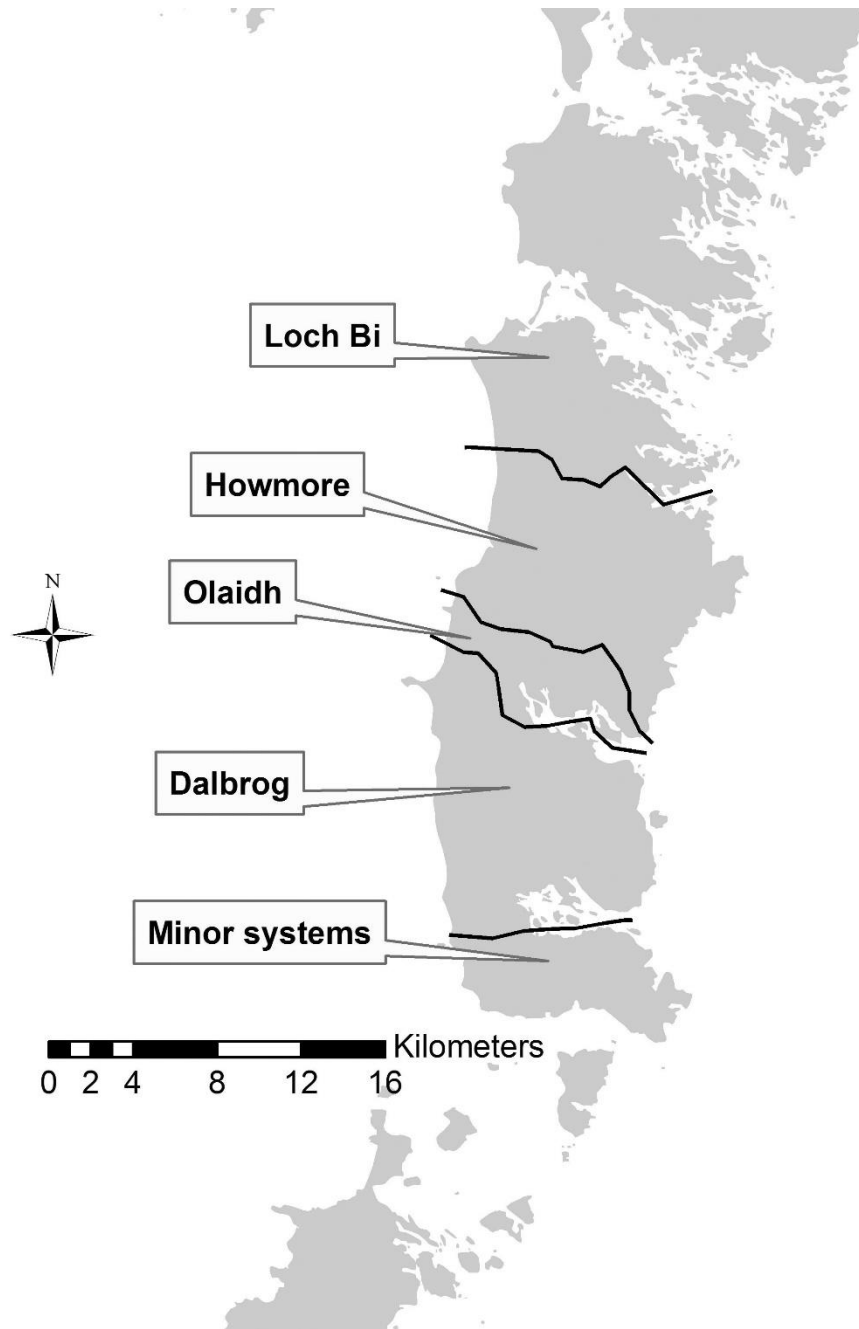 Loch Bi
Howmore
N
Olaidh
Dalbrog
Minor systems
Kilometers
0 2 4 8 12 16